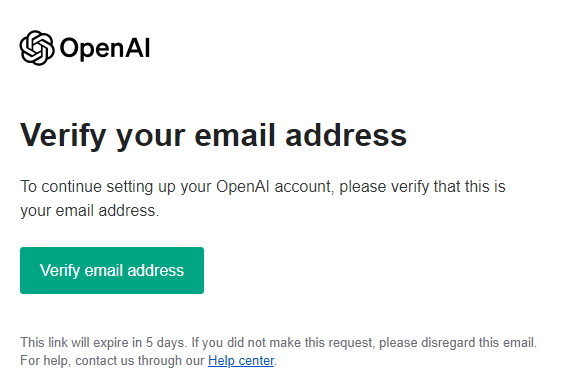 OpenAI
Verify your email address
To continue setting up your OpenAI account, please verify that this is
your email address.
Verify email address
This link will expire in 5 days. If you did not make this request, please disregard this email.
For help, contact us through our Help center.